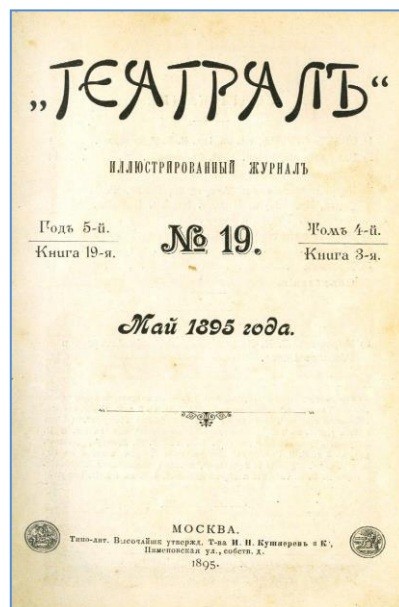 „ТЕАТРАЛЪ“
ИЛЛЮСТРИРОВАННЫЙ ЖУРНАЛЪ
Годъ 5-й.
Книга 19-я.
№ 19.
Томъ 4-й.
Книга 3-я.
Май 1895 года.
МОСКВА.
Типо-лит. Высочайше утвержд. Т-ва И. Н. Кушнеревъ и К°,
Пименовская ул., собств. д.
1895.